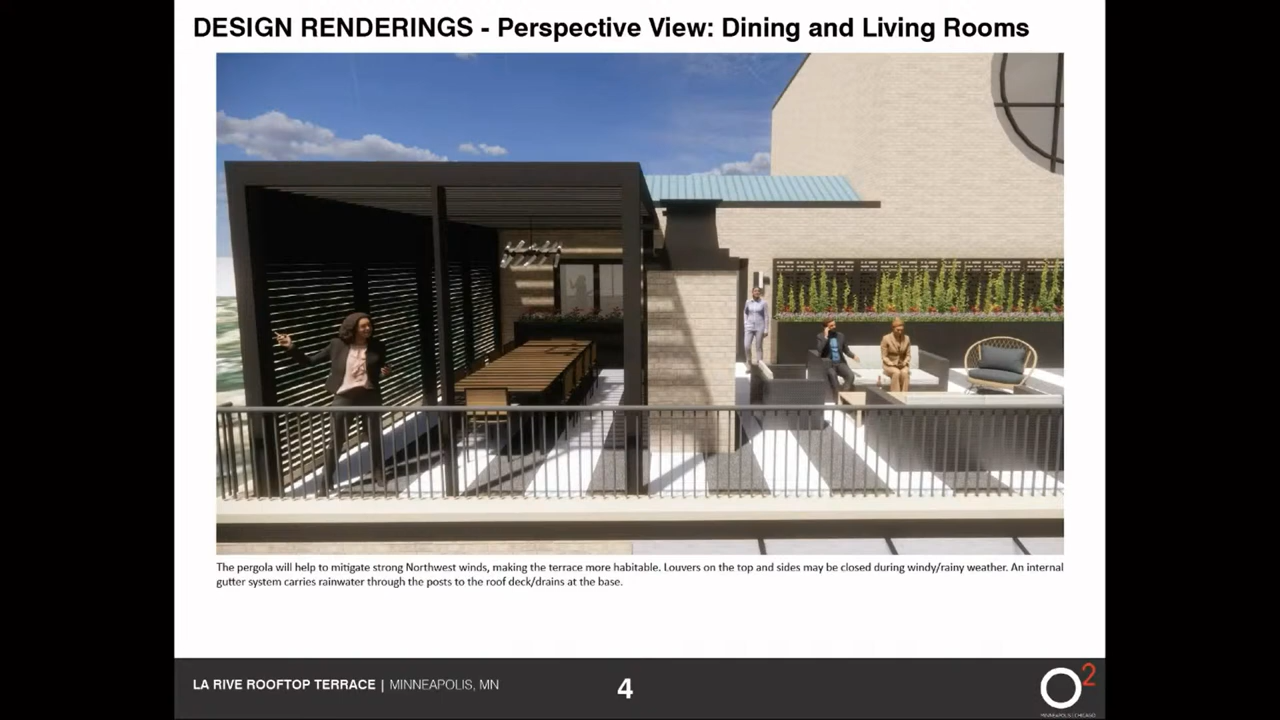 DESIGN RENDERINGS - Perspective View: Dining and Living Rooms
The pergola will help to mitigate strong Northwest winds, making the terrace more habitable. Louvers on the top and sides may be closed during windy/rainy weather. An internal
gutter system carries rainwater through the posts to the roof deck/drains at the base.
LA RIVE ROOFTOP TERRACE | MINNEAPOLIS, MN
4
O2
MINNEAPOLIS | CHICAGO